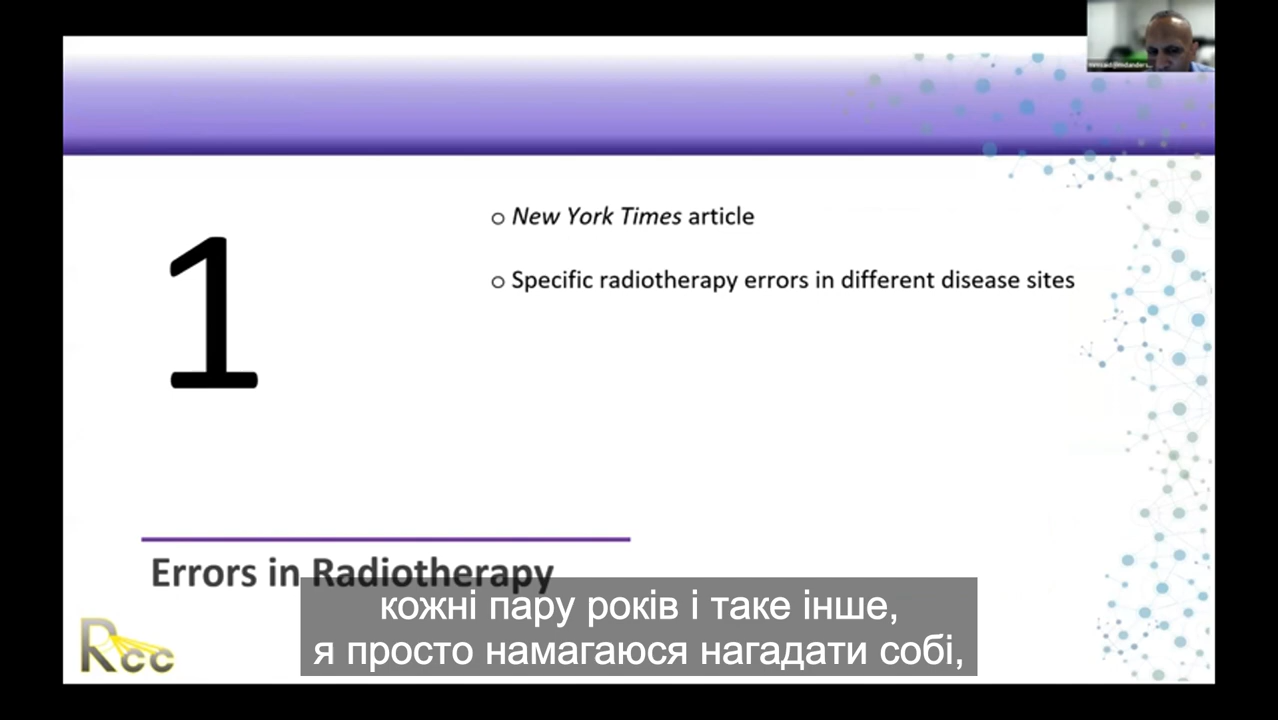 1
○ New York Times article
○ Specific radiotherapy errors in different disease sites
Errors in Radiotherapy
Rcc
кожні пару років і таке інше,
я просто намагаюся нагадати собі,